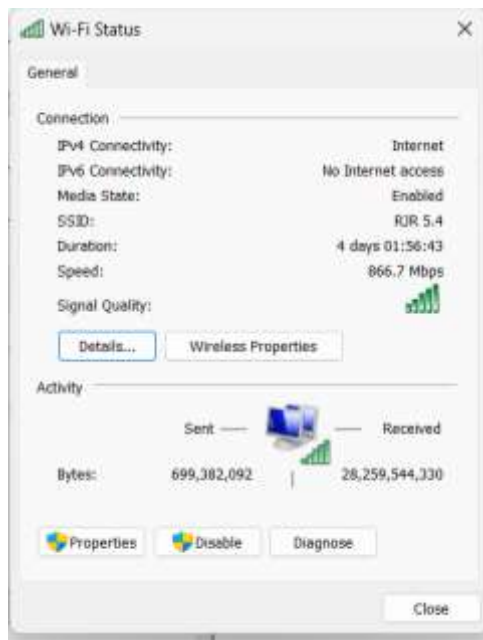 Wi-Fi Status
General
Connection
IPv4 Connectivity: Internet
IPv6 Connectivity: No Internet access
Media State: Enabled
SSID: RJR 5.4
Duration: 4 days 01:56:43
Speed: 866.7 Mbps
Signal Quality:
Details... Wireless Properties
Activity
Sent Received
Bytes: 699,382,092 28,259,544,330
Properties Disable Diagnose
Close